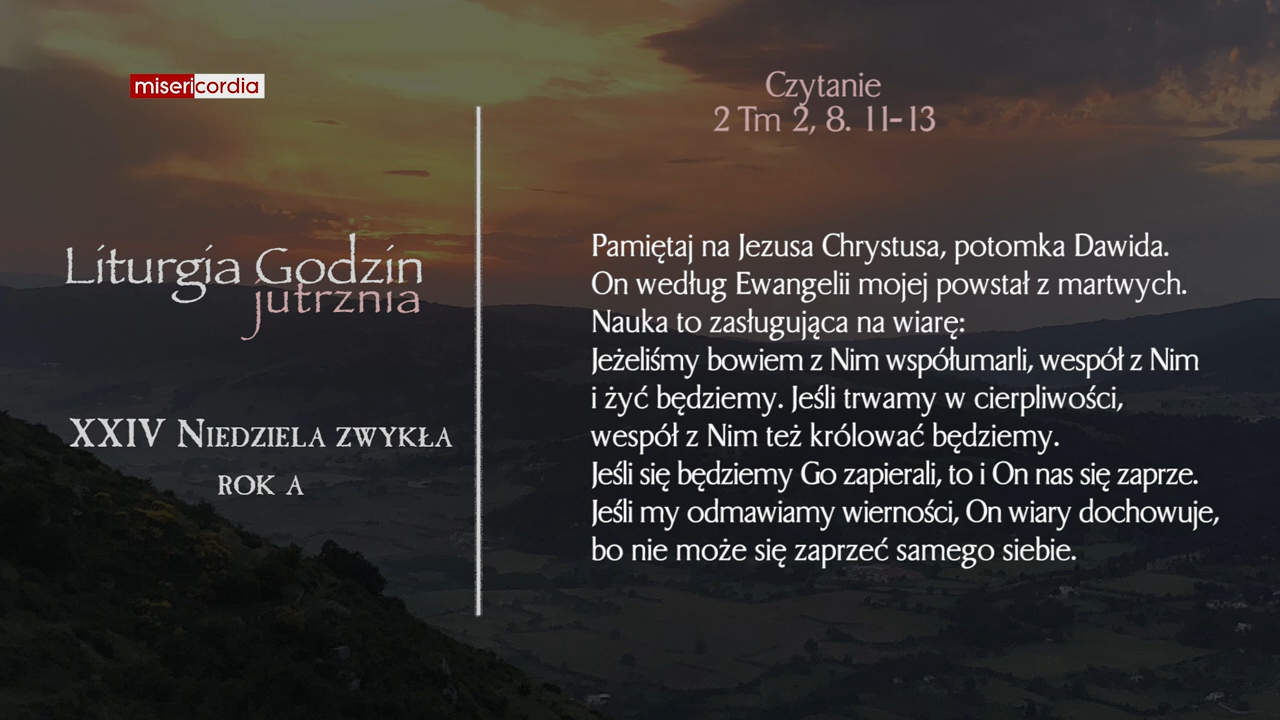 misericordia
Liturgia Godzin
jutrznia
XXIV Niedziela zwykła
rok A
Czytanie
2 Tm 2, 8. 11-13
Pamiętaj na Jezusa Chrystusa, potomka Dawida.
On według Ewangelii mojej powstał z martwych.
Nauka to zasługująca na wiarę:
Jeżeliśmy bowiem z Nim współumarli, wespół z Nim
i żyć będziemy. Jeśli trwamy w cierpliwości,
wespół z Nim też królować będziemy.
Jeśli się będziemy Go zapierali, to i On nas się zaprze.
Jeśli my odmawiamy wierności, On wiary dochowuje,
bo nie może się zaprzeć samego siebie.